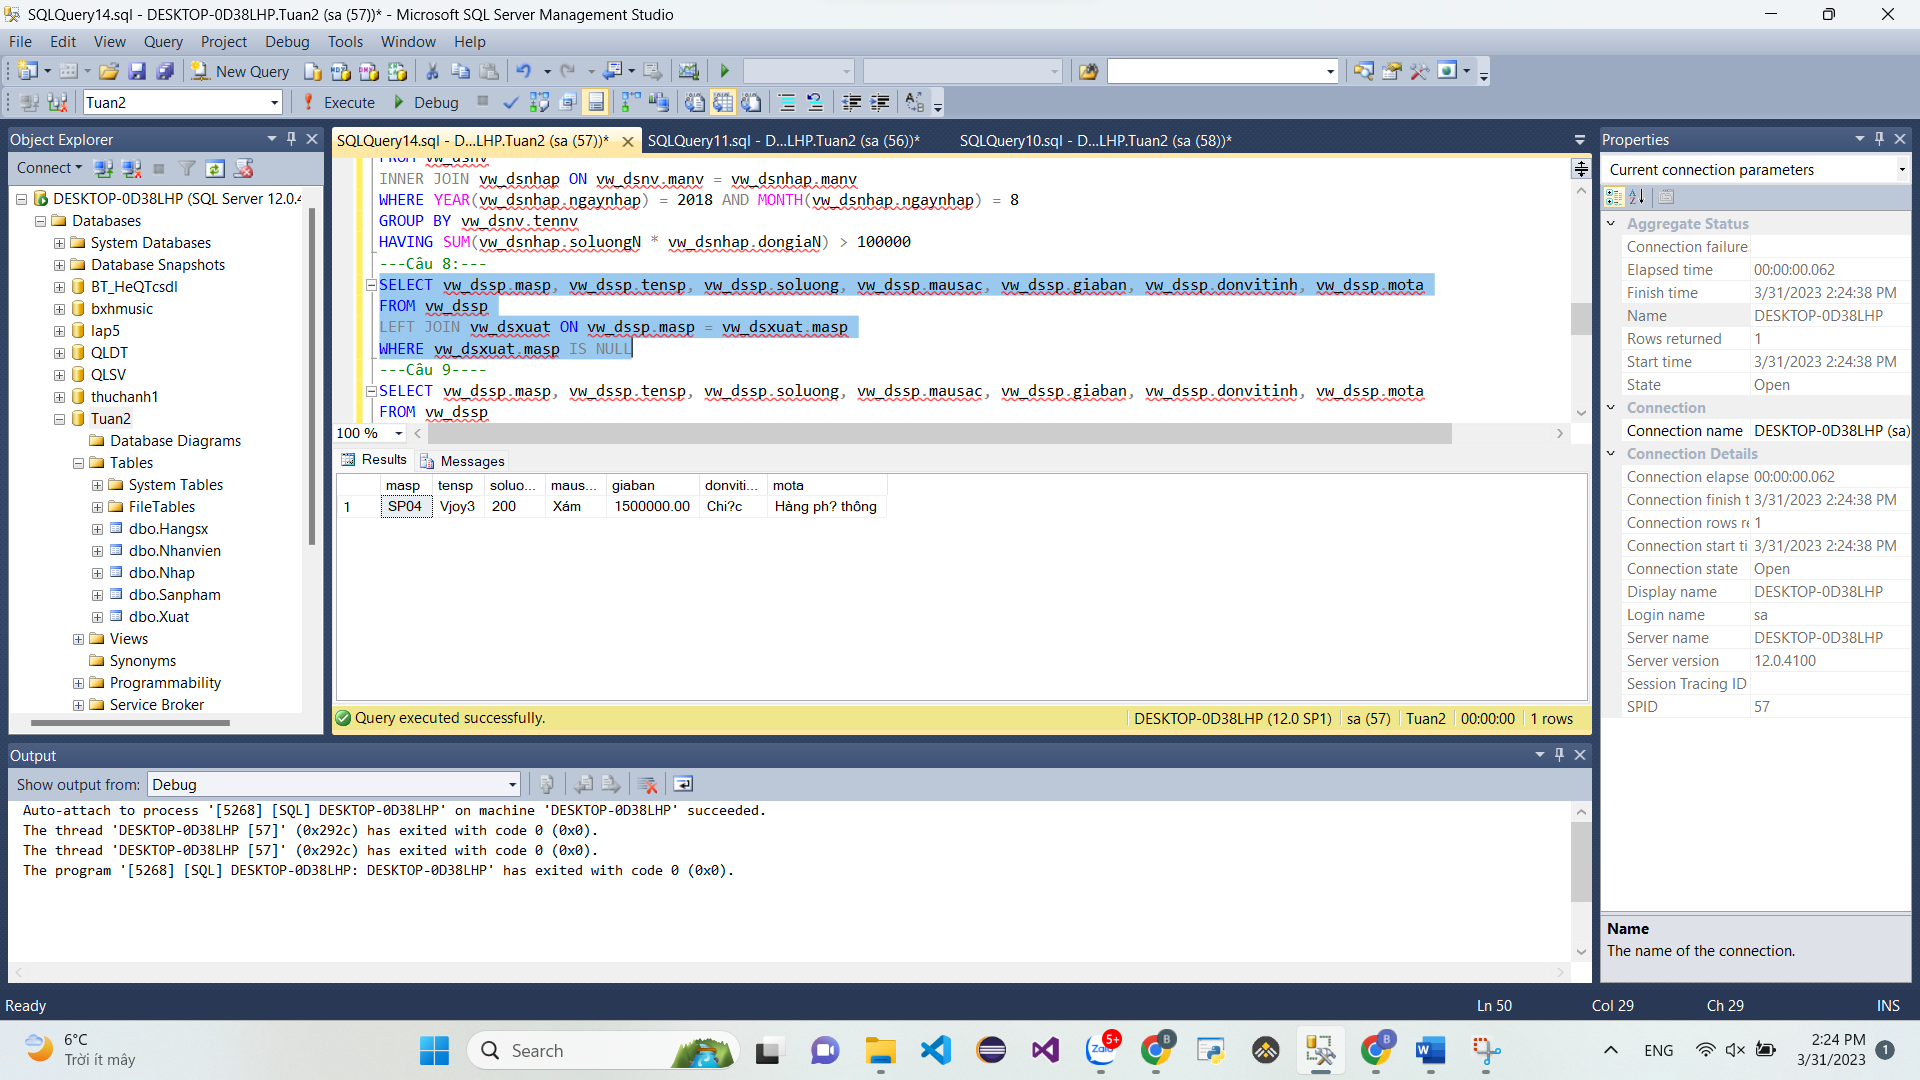 SQLQuery14.sql - DESKTOP-0D38LHP.Tuan2 (sa (57))* - Microsoft SQL Server Management Studio
File Edit View Query Project Debug Tools Window Help
New Query
Tuan2 Execute Debug
Object Explorer
Connect
DESKTOP-0D38LHP (SQL Server 12.0.4
Databases
System Databases
Database Snapshots
BT_HeQTcsdl
bxhmusic
lap5
QLDT
QLSV
thuchanh1
Tuan2
Database Diagrams
Tables
System Tables
FileTables
dbo.Hangsx
dbo.Nhanvien
dbo.Nhap
dbo.Sanpham
dbo.Xuat
Views
Synonyms
Programmability
Service Broker
SQLQuery14.sql - D...LHP.Tuan2 (sa (57))* SQLQuery11.sql - D...LHP.Tuan2 (sa (56))* SQLQuery10.sql - D...LHP.Tuan2 (sa (58))*
FROM vw_dsnv
INNER JOIN vw_dsnhap ON vw_dsnv.manv = vw_dsnhap.manv
WHERE YEAR(vw_dsnhap.ngaynhap) = 2018 AND MONTH(vw_dsnhap.ngaynhap) = 8
GROUP BY vw_dsnv.tennv
HAVING SUM(vw_dsnhap.soluongN * vw_dsnhap.dongiaN) > 100000
---Câu 8:---
SELECT vw_dssp.masp, vw_dssp.tensp, vw_dssp.soluong, vw_dssp.mausac, vw_dssp.giaban, vw_dssp.donvitinh, vw_dssp.mota
FROM vw_dssp
LEFT JOIN vw_dsxuat ON vw_dssp.masp = vw_dsxuat.masp
WHERE vw_dsxuat.masp IS NULL
---Câu 9----
SELECT vw_dssp.masp, vw_dssp.tensp, vw_dssp.soluong, vw_dssp.mausac, vw_dssp.giaban, vw_dssp.donvitinh, vw_dssp.mota
FROM vw_dssp
100 %
Results Messages
masp tensp soluo... maus... giaban donviti... mota
1 SP04 Vjoy3 200 Xám 1500000.00 Chi?c Hàng ph? thông
Query executed successfully. DESKTOP-0D38LHP (12.0 SP1) sa (57) Tuan2 00:00:00 1 rows
Properties
Current connection parameters
Aggregate Status
Connection failure
Elapsed time 00:00:00.062
Finish time 3/31/2023 2:24:38 PM
Name DESKTOP-0D38LHP
Rows returned 1
Start time 3/31/2023 2:24:38 PM
State Open
Connection
Connection name DESKTOP-0D38LHP (sa)
Connection Details
Connection elapse 00:00:00.062
Connection finish t 3/31/2023 2:24:38 PM
Connection rows re 1
Connection start ti 3/31/2023 2:24:38 PM
Connection state Open
Display name DESKTOP-0D38LHP
Login name sa
Server name DESKTOP-0D38LHP
Server version 12.0.4100
Session Tracing ID
SPID 57
Name
The name of the connection.
Output
Show output from: Debug
Auto-attach to process '[5268] [SQL] DESKTOP-0D38LHP' on machine 'DESKTOP-0D38LHP' succeeded.
The thread 'DESKTOP-0D38LHP [57]' (0x292c) has exited with code 0 (0x0).
The thread 'DESKTOP-0D38LHP [57]' (0x292c) has exited with code 0 (0x0).
The program '[5268] [SQL] DESKTOP-0D38LHP: DESKTOP-0D38LHP' has exited with code 0 (0x0).
Ready Ln 50 Col 29 Ch 29 INS
6°C
Trời ít mây
Search
Zalo 5+
B
B
ENG
2:24 PM
3/31/2023
1